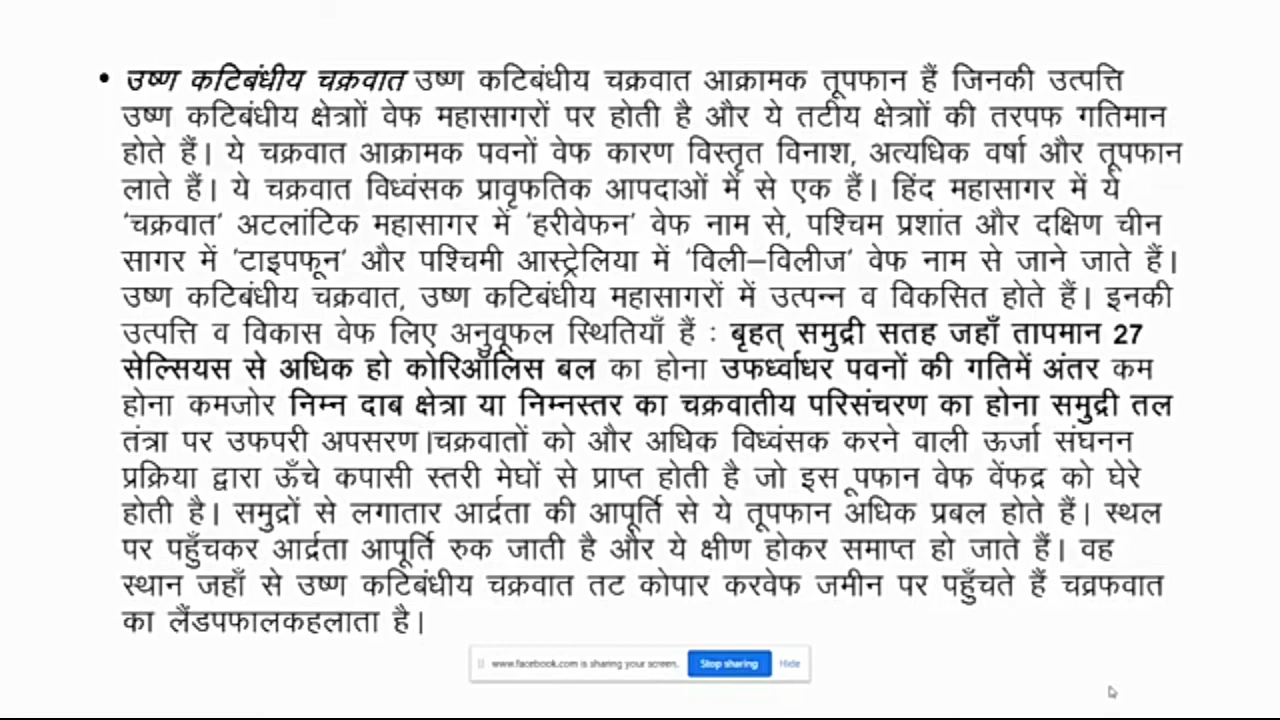 • उष्ण कटिबंधीय चक्रवात उष्ण कटिबंधीय चक्रवात आक्रामक तूपफान हैं जिनकी उत्पत्ति
उष्ण कटिबंधीय क्षेत्राों वेफ महासागरों पर होती है और ये तटीय क्षेत्राों की तरपफ गतिमान
होते हैं। ये चक्रवात आक्रामक पवनों वेफ कारण विस्तृत विनाश, अत्यधिक वर्षा और तूपफान
लाते हैं। ये चक्रवात विध्वंसक प्रावृफतिक आपदाओं में से एक हैं। हिंद महासागर में ये
'चक्रवात' अटलांटिक महासागर में 'हरीवेफन' वेफ नाम से, पश्चिम प्रशांत और दक्षिण चीन
सागर में 'टाइपफून' और पश्चिमी आस्ट्रेलिया में 'विली–विलीज' वेफ नाम से जाने जाते हैं।
उष्ण कटिबंधीय चक्रवात, उष्ण कटिबंधीय महासागरों में उत्पन्न व विकसित होते हैं। इनकी
उत्पत्ति व विकास वेफ लिए अनुवूफल स्थितियाँ हैं : बृहत् समुद्री सतह जहाँ तापमान 27
सेल्सियस से अधिक हो कोरिऑलिस बल का होना उफर्ध्वाधर पवनों की गतिमें अंतर कम
होना कमजोर निम्न दाब क्षेत्रा या निम्नस्तर का चक्रवातीय परिसंचरण का होना समुद्री तल
तंत्रा पर उफपरी अपसरण।चक्रवातों को और अधिक विध्वंसक करने वाली ऊर्जा संघनन
प्रक्रिया द्वारा ऊँचे कपासी स्तरी मेघों से प्राप्त होती है जो इस पूफान वेफ वेंफद्र को घेरे
होती है। समुद्रों से लगातार आर्द्रता की आपूर्ति से ये तूपफान अधिक प्रबल होते हैं। स्थल
पर पहुँचकर आर्द्रता आपूर्ति रुक जाती है और ये क्षीण होकर समाप्त हो जाते हैं। वह
स्थान जहाँ से उष्ण कटिबंधीय चक्रवात तट कोपार करवेफ जमीन पर पहुँचते हैं चव्रफवात
का लैंडपफालकहलाता है।
www.facebook.com is sharing your screen. Stop sharing Hide